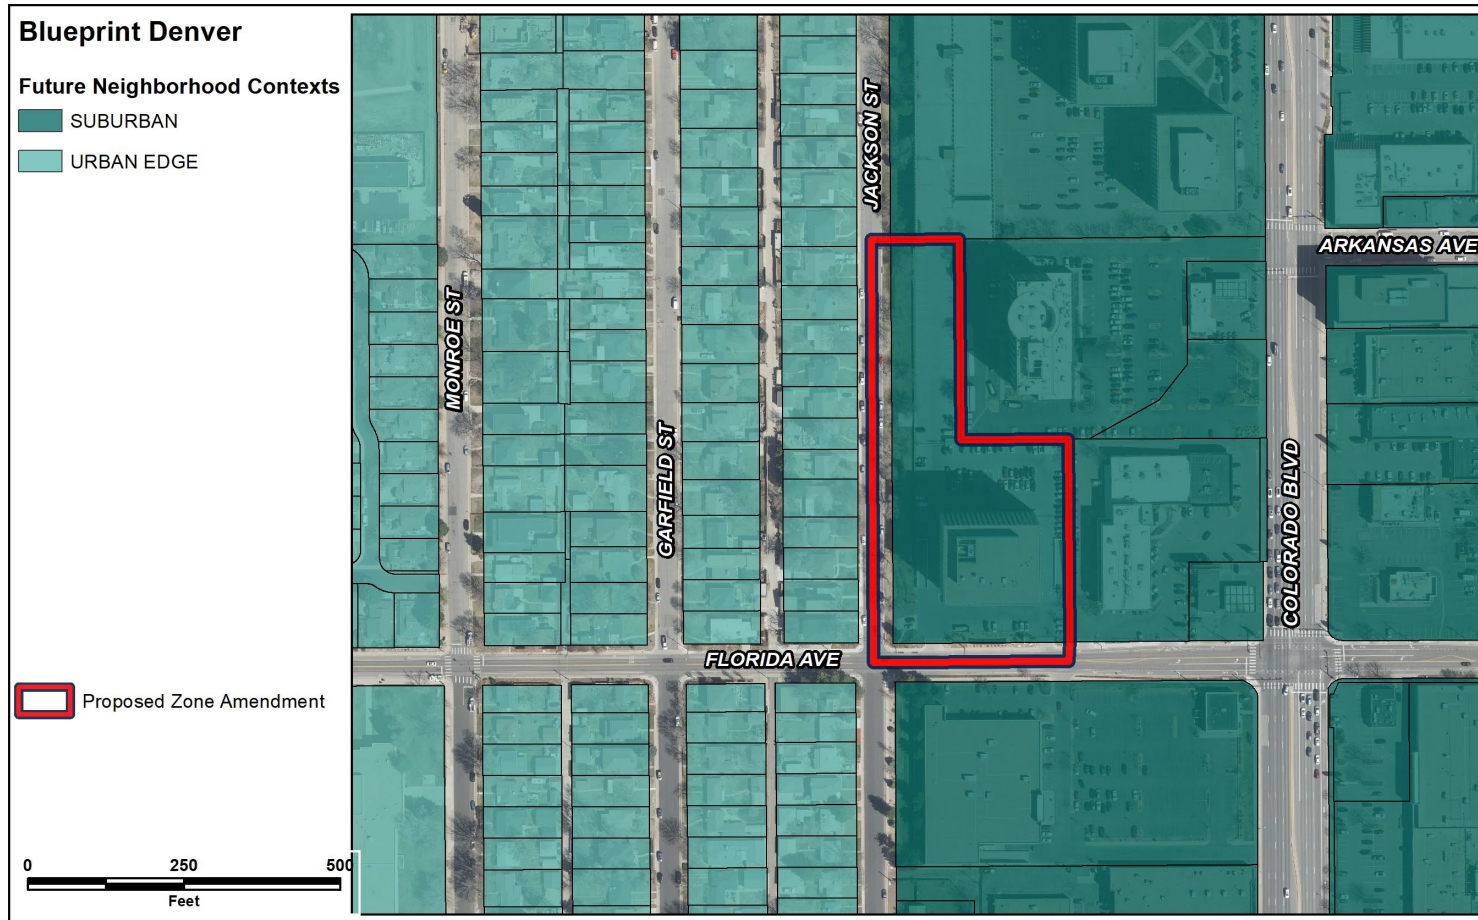 Blueprint Denver
Future Neighborhood Contexts
SUBURBAN
URBAN EDGE
JACKSON ST
ARKANSAS AVE
MONROE ST
GARFIELD ST
COLORADO BLVD
FLORIDA AVE
Proposed Zone Amendment
0 250 500
Feet